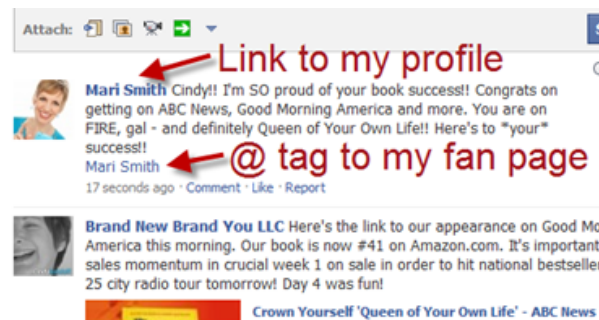 Attach:
Link to my profile
Mari Smith Cindy!! I'm SO proud of your book success!! Congrats on
getting on ABC News, Good Morning America and more. You are on
FIRE, gal - and definitely Queen of Your Own Life!! Here's to *your*
success!!
Mari Smith
@ tag to my fan page
17 seconds ago · Comment · Like · Report
Brand New Brand You LLC Here's the link to our appearance on Good Mo
America this morning. Our book is now #41 on Amazon.com. It's important
sales momentum in crucial week 1 on sale in order to hit national bestselle
25 city radio tour tomorrow! Day 4 was fun!
Crown Yourself 'Queen of Your Own Life' - ABC News